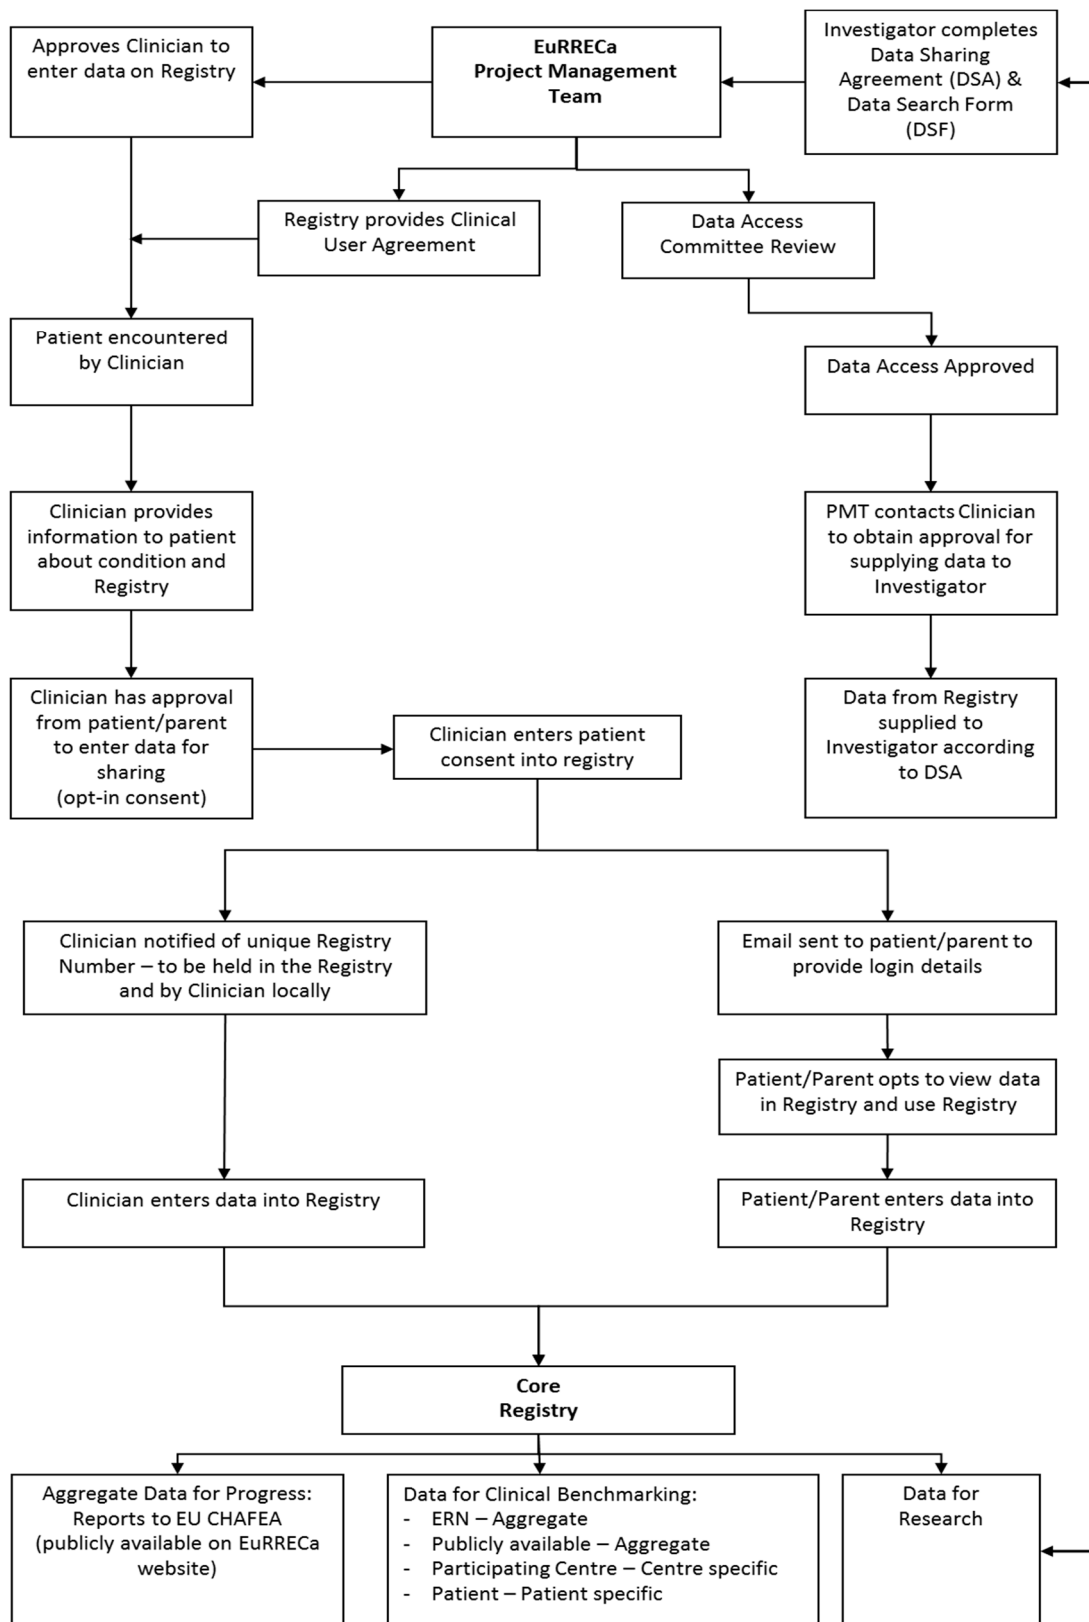 Approves Clinician to
enter data on Registry
EuRRECa
Project Management
Team
Investigator completes
Data Sharing
Agreement (DSA) &
Data Search Form
(DSF)
Registry provides Clinical
User Agreement
Data Access
Committee Review
Patient encountered
by Clinician
Data Access Approved
Clinician provides
information to patient
about condition and
Registry
PMT contacts Clinician
to obtain approval for
supplying data to
Investigator
Clinician has approval
from patient/parent
to enter data for
sharing
(opt-in consent)
Clinician enters patient
consent into registry
Data from Registry
supplied to
Investigator according
to DSA
Clinician notified of unique Registry
Number – to be held in the Registry
and by Clinician locally
Email sent to patient/parent to
provide login details
Patient/Parent opts to view data
in Registry and use Registry
Clinician enters data into Registry
Patient/Parent enters data into
Registry
Core
Registry
Aggregate Data for Progress:
Reports to EU CHAFEA
(publicly available on EuRRECa
website)
Data for Clinical Benchmarking:
- ERN – Aggregate
- Publicly available – Aggregate
- Participating Centre – Centre specific
- Patient – Patient specific
Data for
Research